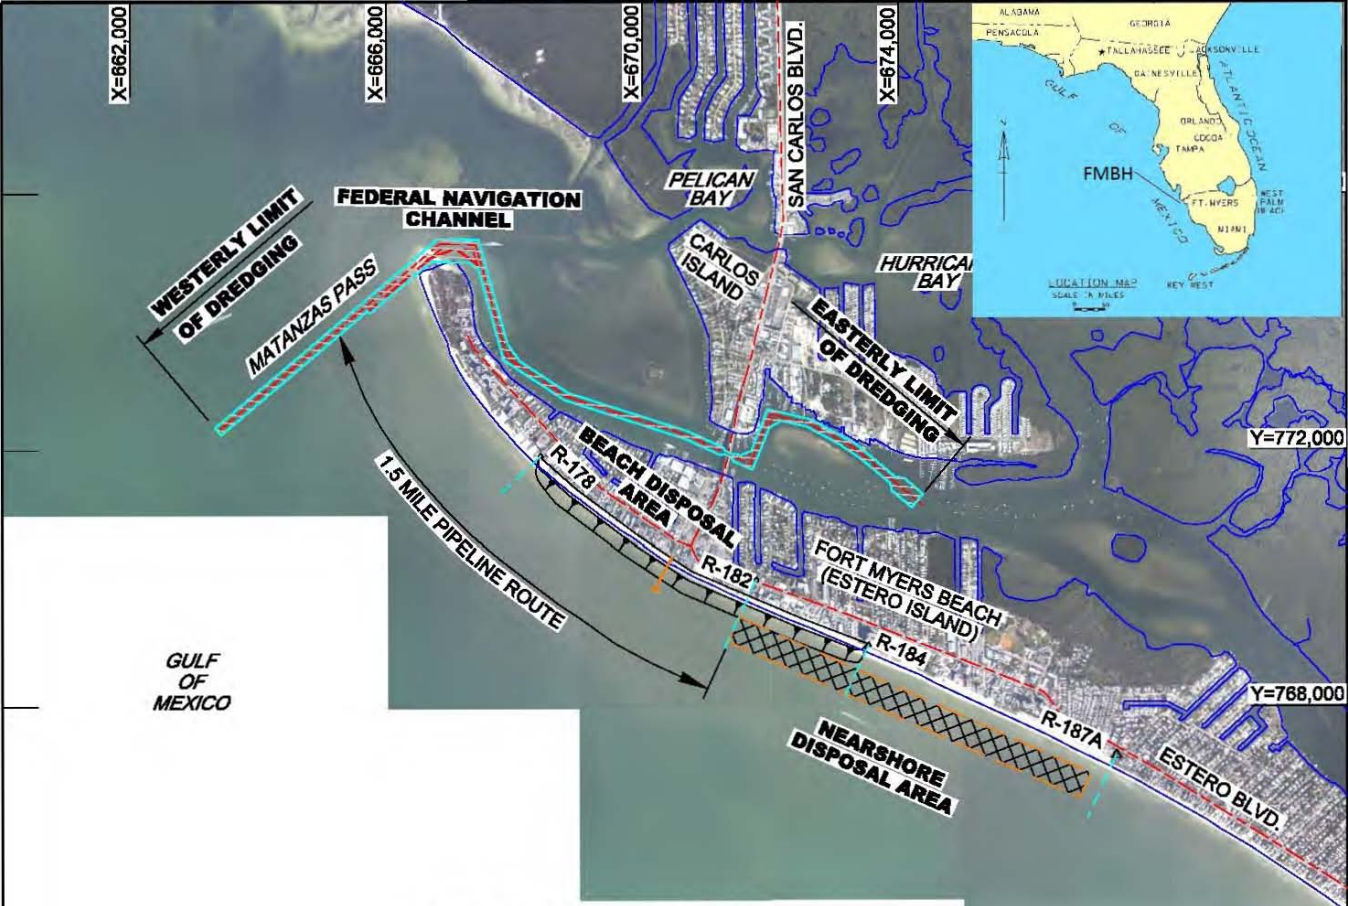 X=662,000
X=666,000
X=670,000
X=674,000
SAN CARLOS BLVD.
ALABAMA
GEORGIA
PENSACOLA
TALLAHASSEE
GAINESVILLE
ATLANTIC OCEAN
GULF
OF
MEXICO
ORLANDO
COCOA
TAMPA
FMBH
FT. MYERS
WEST
PALM
MIAMI
KEY WEST
LOCATION MAP
SCALE IN MILES
PELICAN
BAY
FEDERAL NAVIGATION
CHANNEL
WESTERLY LIMIT
OF DREDGING
MATANZAS PASS
CARLOS
ISLAND
BAY
EASTERLY LIMIT
OF DREDGING
Y=772,000
1.5 MILE PIPELINE ROUTE
R-178
BEACH DISPOSAL
AREA
R-182
FORT MYERS BEACH
(ESTERO ISLAND)
R-184
GULF
OF
MEXICO
Y=768,000
R-187A
NEARSHORE
DISPOSAL AREA
ESTERO BLVD.